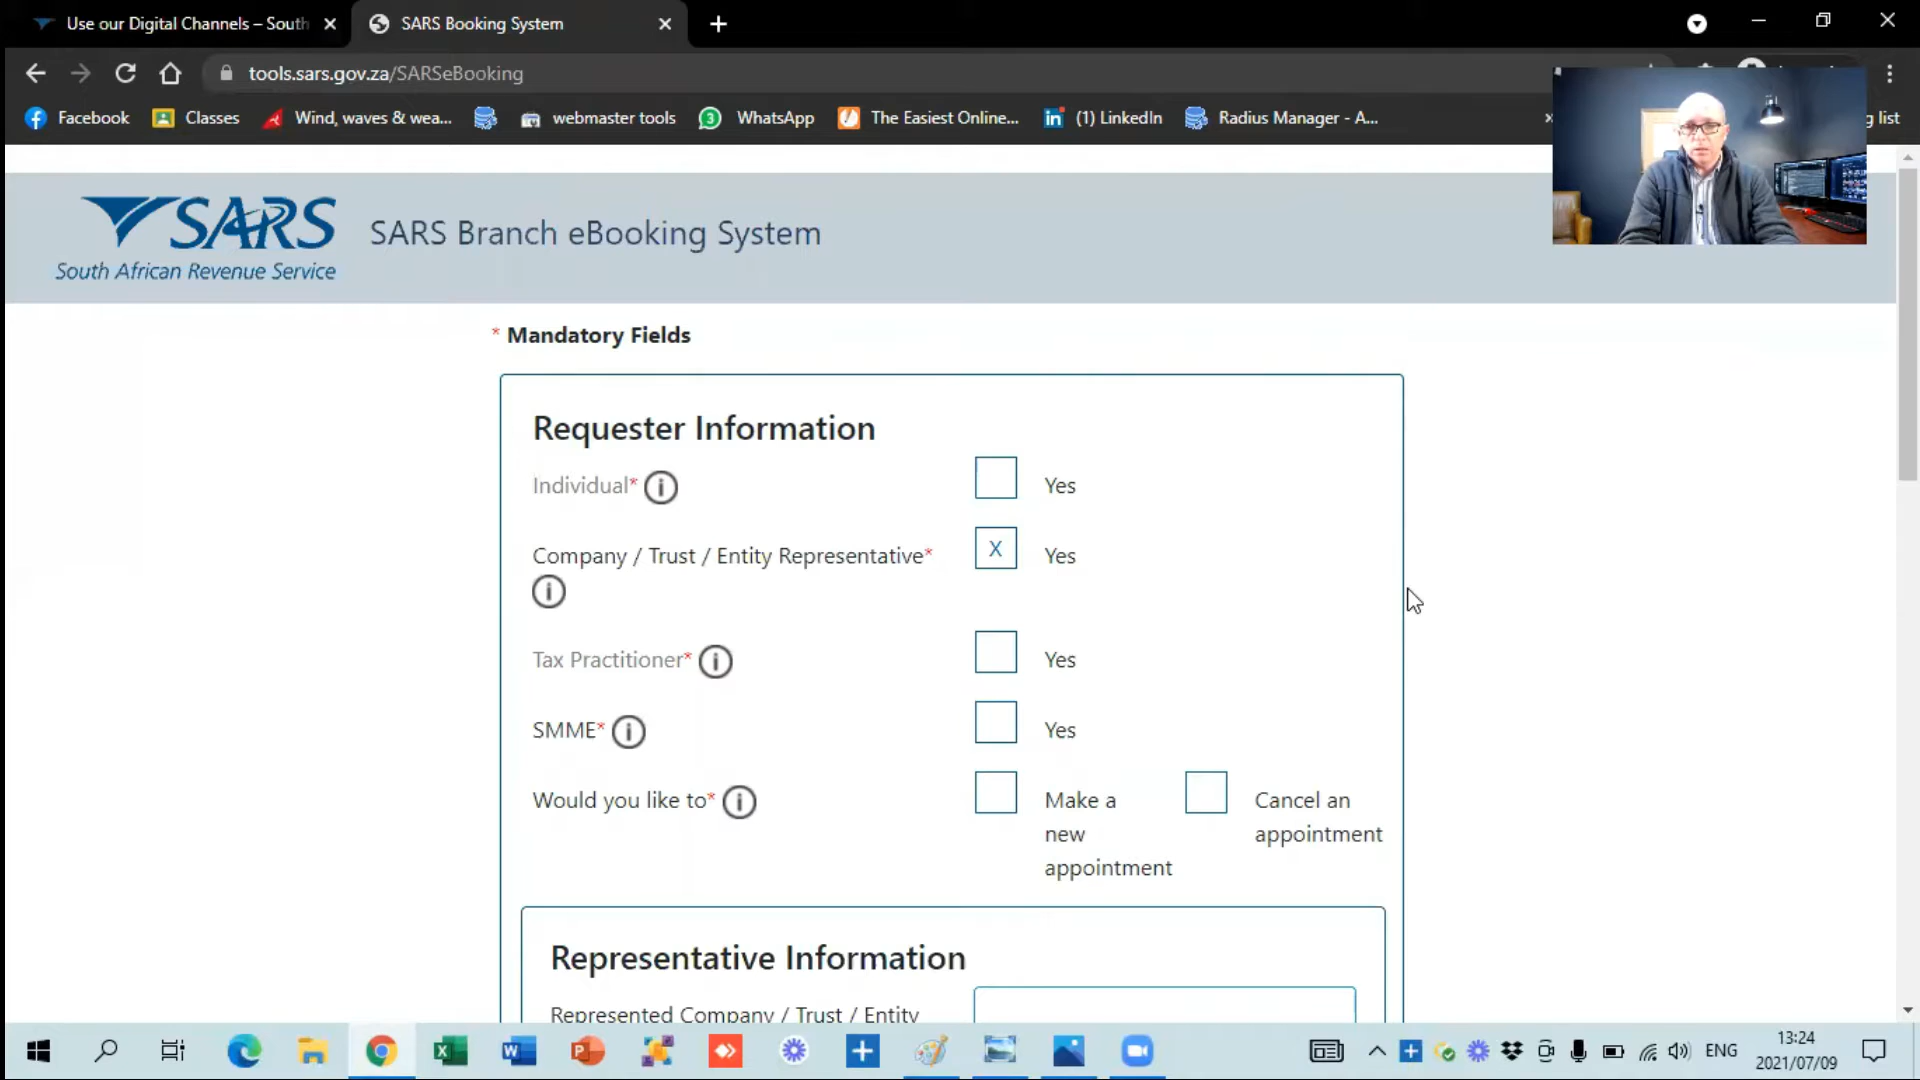 Use our Digital Channels – South
SARS Booking System
tools.sars.gov.za/SARSeBooking
Facebook
Classes
Wind, waves & wea...
webmaster tools
WhatsApp
The Easiest Online...
(1) LinkedIn
Radius Manager - A...
g list
SARS
South African Revenue Service
SARS Branch eBooking System
* Mandatory Fields
Requester Information
Individual*
Yes
Company / Trust / Entity Representative*
X
Yes
Tax Practitioner*
Yes
SMME*
Yes
Would you like to*
Make a
new
appointment
Cancel an
appointment
Representative Information
Represented Company / Trust / Entity
ENG
13:24
2021/07/09